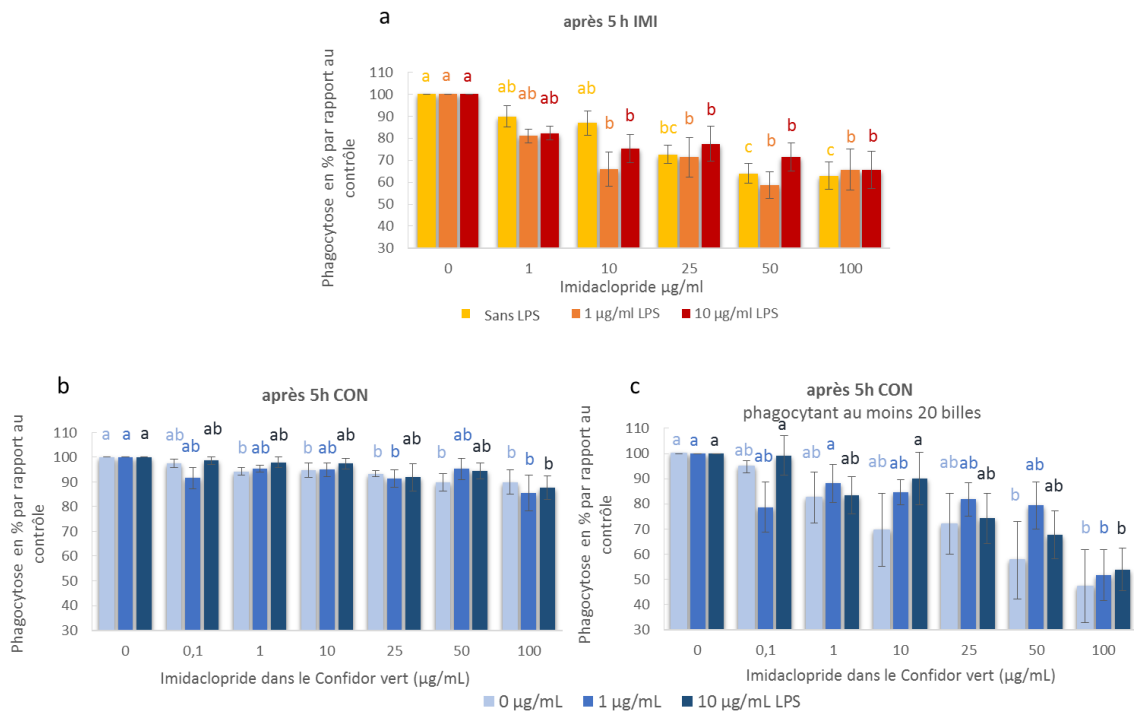 a
après 5 h IMI
Phagocytose en % par rapport au
contrôle
110
100
90
80
70
60
50
40
30
a a a
ab ab ab
ab b b
bc b b
c b b
c b b
0 1 10 25 50 100
Imidaclopride µg/ml
Sans LPS 1 µg/ml LPS 10 µg/ml LPS
b
après 5h CON
Phagocytose en % par rapport au
contrôle
110
100
90
80
70
60
50
40
30
a a a
ab ab ab
b ab ab
b ab ab
b b ab
b ab ab
b b b
0 0,1 1 10 25 50 100
Imidaclopride dans le Confidor vert (µg/mL)
c
après 5h CON
phagocytant au moins 20 billes
Phagocytose en % par rapport au
contrôle
110
100
90
80
70
60
50
40
30
a a a
ab ab a
ab a ab
ab ab a
ab ab ab
b ab ab
b b b
0 0,1 1 10 25 50 100
Imidaclopride dans le Confidor vert (µg/mL)
0 µg/mL 1 µg/mL 10 µg/mL LPS